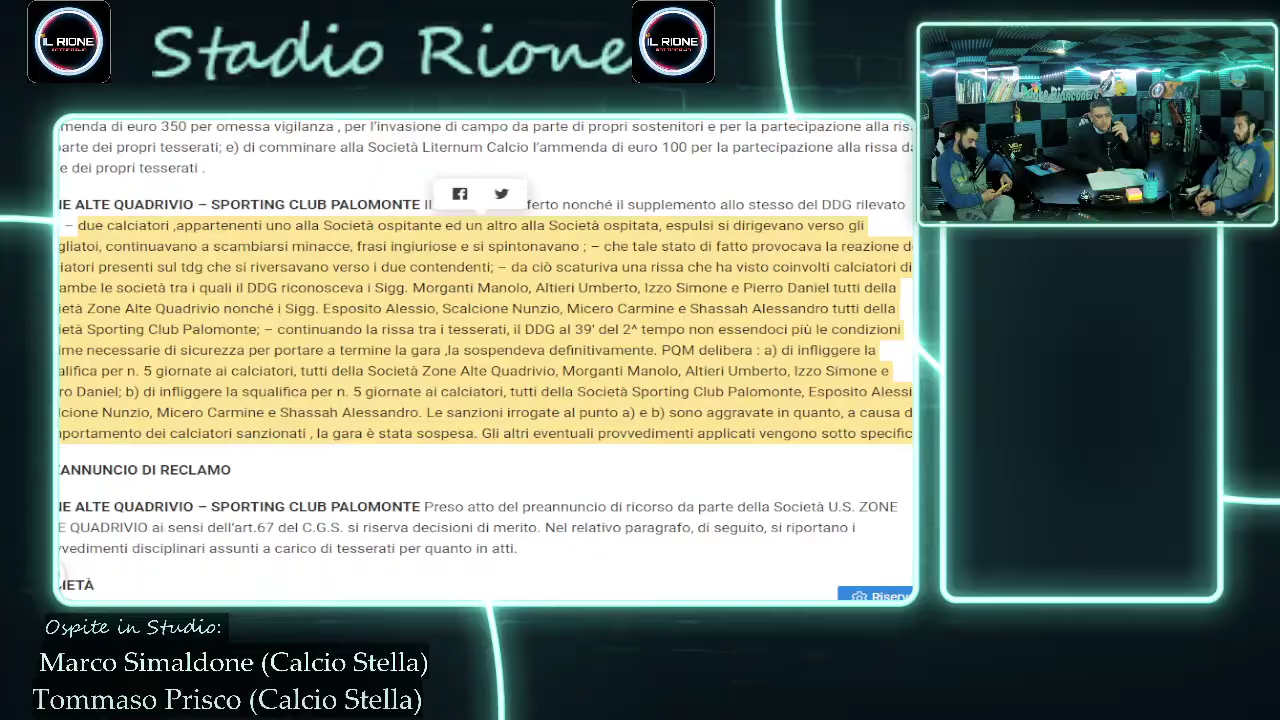 IL RIONE
Stadio Rione
IL RIONE
menda di euro 350 per omessa vigilanza , per l'invasione di campo da parte di propri sostenitori e per la partecipazione alla
parte dei propri tesserati; e) di comminare alla Società Liternum Calcio l'ammenda di euro 100 per la partecipazione alla rissa
e dei propri tesserati .
NE ALTE QUADRIVIO – SPORTING CLUB PALOMONTE Il ferto nonché il supplemento allo stesso del DDG rilevato
– due calciatori ,appartenenti uno alla Società ospitante ed un altro alla Società ospitata, espulsi si dirigevano verso gli
gliatoi, continuavano a scambiarsi minacce, frasi ingiuriose e si spintonavano ; – che tale stato di fatto provocava la reazione
iatori presenti sul tdg che si riversavano verso i due contendenti; – da ciò scaturiva una rissa che ha visto coinvolti calciatori di
ambe le società tra i quali il DDG riconosceva i Sigg. Morganti Manolo, Altieri Umberto, Izzo Simone e Pierro Daniel tutti della
ietà Zone Alte Quadrivio nonché i Sigg. Esposito Alessio, Scalcione Nunzio, Micero Carmine e Shassah Alessandro tutti della
ietà Sporting Club Palomonte; – continuando la rissa tra i tesserati, il DDG al 39' del 2^ tempo non essendoci più le condizioni
ime necessarie di sicurezza per portare a termine la gara ,la sospendeva definitivamente. PQM delibera : a) di infliggere la
alifica per n. 5 giornate ai calciatori, tutti della Società Zone Alte Quadrivio, Morganti Manolo, Altieri Umberto, Izzo Simone e
ro Daniel; b) di infliggere la squalifica per n. 5 giornate ai calciatori, tutti della Società Sporting Club Palomonte, Esposito Alessi
lcione Nunzio, Micero Carmine e Shassah Alessandro. Le sanzioni irrogate al punto a) e b) sono aggravate in quanto, a causa d
portamento dei calciatori sanzionati , la gara è stata sospesa. Gli altri eventuali provvedimenti applicati vengono sotto specific
ANNUNCIO DI RECLAMO
NE ALTE QUADRIVIO – SPORTING CLUB PALOMONTE Preso atto del preannuncio di ricorso da parte della Società U.S. ZONE
E QUADRIVIO ai sensi dell'art.67 del C.G.S. si riserva decisioni di merito. Nel relativo paragrafo, di seguito, si riportano i
vvedimenti disciplinari assunti a carico di tesserati per quanto in atti.
IETÀ
Riserv
Ospite in Studio:
Marco Simaldone (Calcio Stella)
Tommaso Prisco (Calcio Stella)